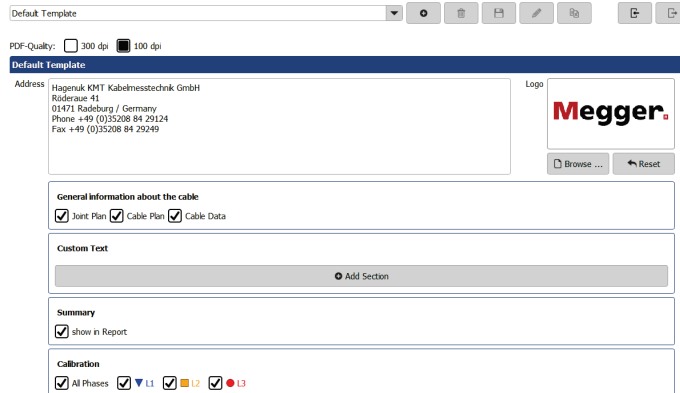 Default Template
PDF-Quality: 300 dpi 100 dpi
Default Template
Address
Hagenuk KMT Kabelmesstechnik GmbH
Röderaue 41
01471 Radeburg / Germany
Phone +49 (0)35208 84 29124
Fax +49 (0)35208 84 29249
Logo
Megger.
Browse ... Reset
General information about the cable
Joint Plan Cable Plan Cable Data
Custom Text
Add Section
Summary
show in Report
Calibration
All Phases L1 L2 L3